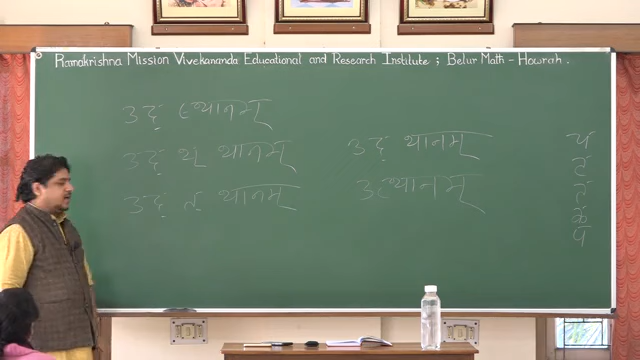 Ramakrishna Mission Vivekananda Educational and Research Institute ; Belur Math - Howrah .
उद् स्थानम्
उद् थ् थानम्
उद् त् थानम्
उद् थानम्
उत्थानम्
च्
ट्
त्
क्
प्